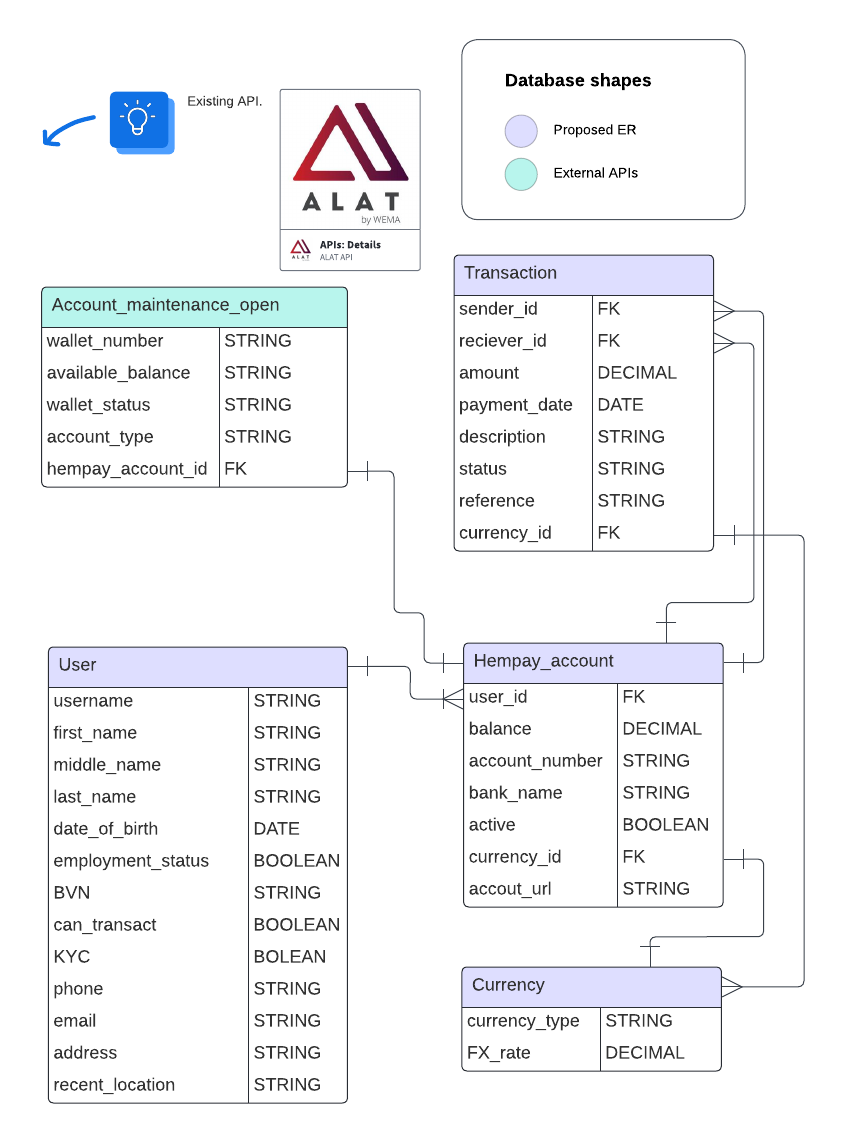 Existing API.
ALAT
by WEMA
ALAT
APIs: Details
ALAT API
Database shapes
Proposed ER
External APIs
Account_maintenance_open
wallet_number STRING
available_balance STRING
wallet_status STRING
account_type STRING
hempay_account_id FK
Transaction
sender_id FK
reciever_id FK
amount DECIMAL
payment_date DATE
description STRING
status STRING
reference STRING
currency_id FK
User
username STRING
first_name STRING
middle_name STRING
last_name STRING
date_of_birth DATE
employment_status BOOLEAN
BVN STRING
can_transact BOOLEAN
KYC BOLEAN
phone STRING
email STRING
address STRING
recent_location STRING
Hempay_account
user_id FK
balance DECIMAL
account_number STRING
bank_name STRING
active BOOLEAN
currency_id FK
accout_url STRING
Currency
currency_type STRING
FX_rate DECIMAL